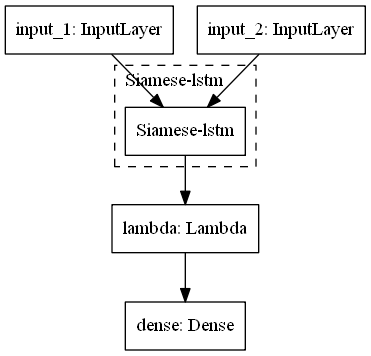 input_1: InputLayer
input_2: InputLayer
Siamese-lstm
Siamese-lstm
lambda: Lambda
dense: Dense